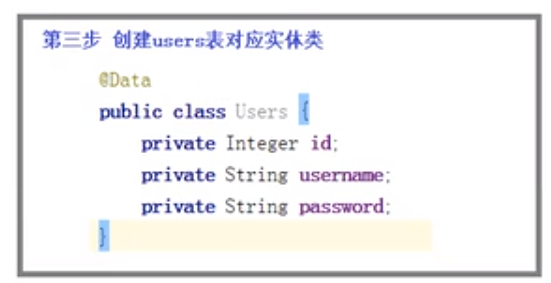 第三步 创建users表对应实体类
@Data
public class Users {
private Integer id;
private String username;
private String password;
}